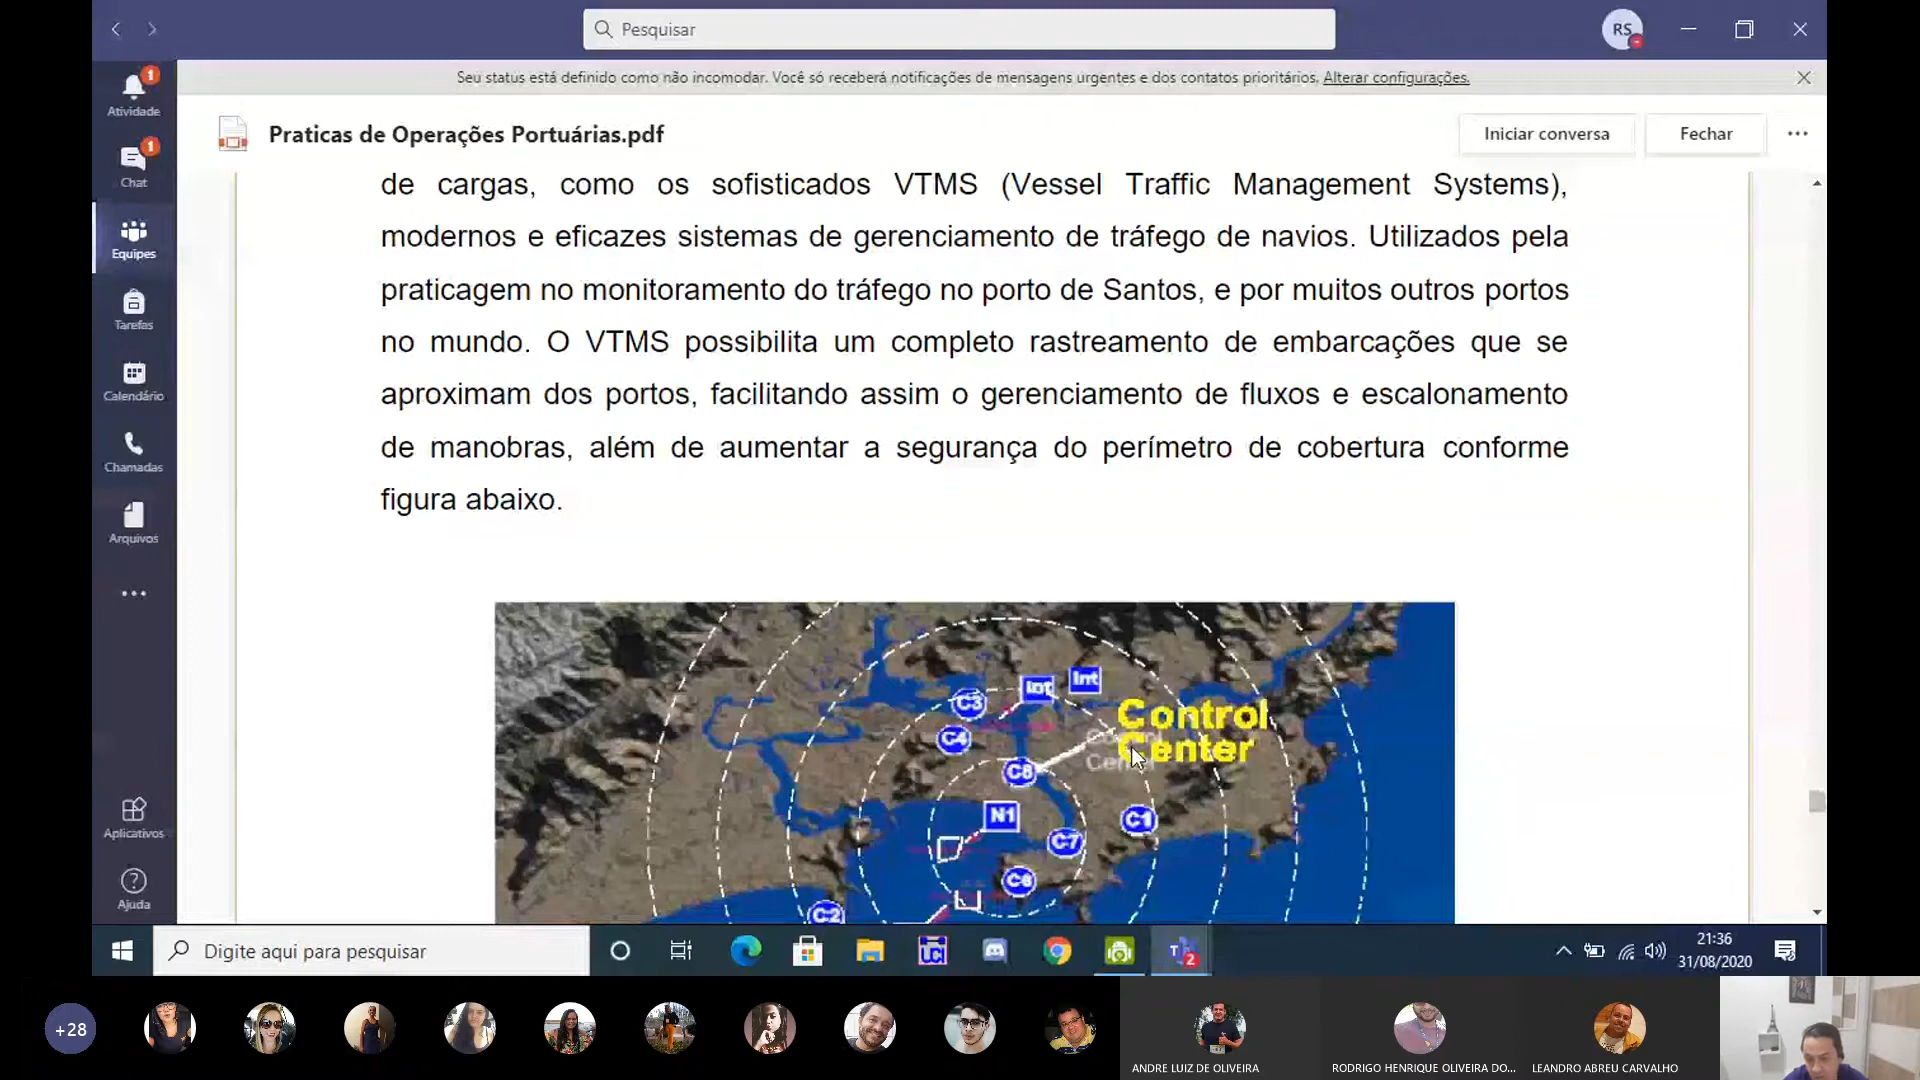 Pesquisar
RS
Seu status está definido como não incomodar. Você só receberá notificações de mensagens urgentes e dos contatos prioritários. Alterar configurações.
Atividade
1
Chat
1
Equipes
Tarefas
Calendário
Chamadas
Arquivos
Aplicativos
Ajuda
Praticas de Operações Portuárias.pdf
Iniciar conversa
Fechar
de cargas, como os sofisticados VTMS (Vessel Traffic Management Systems),
modernos e eficazes sistemas de gerenciamento de tráfego de navios. Utilizados pela
praticagem no monitoramento do tráfego no porto de Santos, e por muitos outros portos
no mundo. O VTMS possibilita um completo rastreamento de embarcações que se
aproximam dos portos, facilitando assim o gerenciamento de fluxos e escalonamento
de manobras, além de aumentar a segurança do perímetro de cobertura conforme
figura abaixo.
Int
Int
C3
Control
C4
Center
C8
N1
C1
C7
C6
C2
Digite aqui para pesquisar
UCI
T
2
21:36
31/08/2020
+28
ANDRE LUIZ DE OLIVEIRA
RODRIGO HENRIQUE OLIVEIRA DO...
LEANDRO ABREU CARVALHO